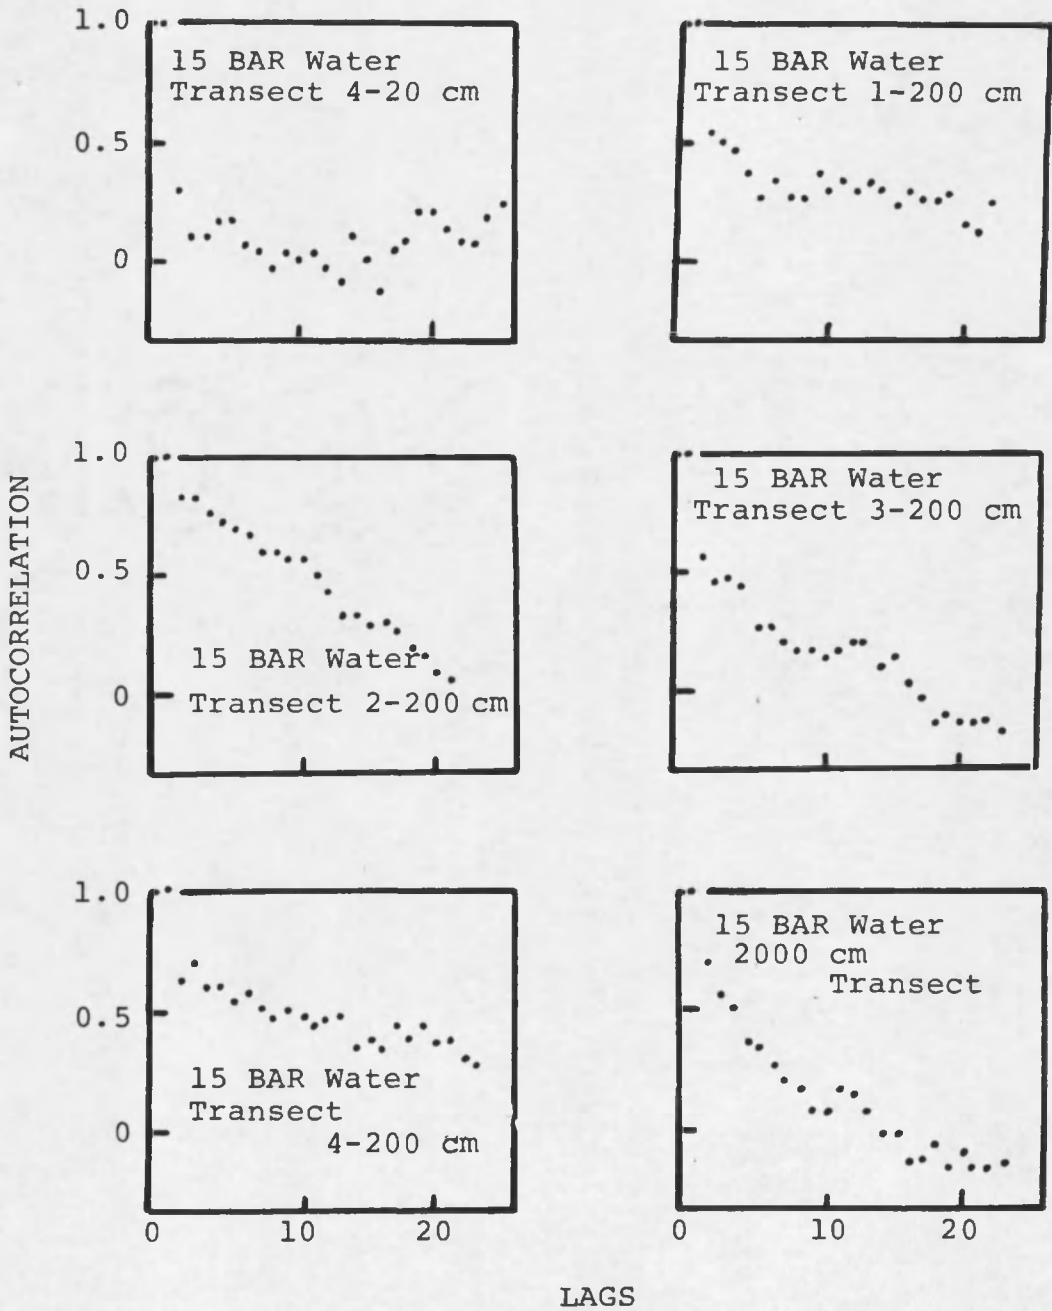 1.0
0.5
0
15 BAR Water
Transect 4-20 cm
15 BAR Water
Transect 1-200 cm
AUTOCORRELATION
1.0
0.5
0
15 BAR Water
Transect 2-200 cm
15 BAR Water
Transect 3-200 cm
1.0
0.5
0
15 BAR Water
Transect
4-200 cm
15 BAR Water
2000 cm
Transect
0 10 20
0 10 20
LAGS